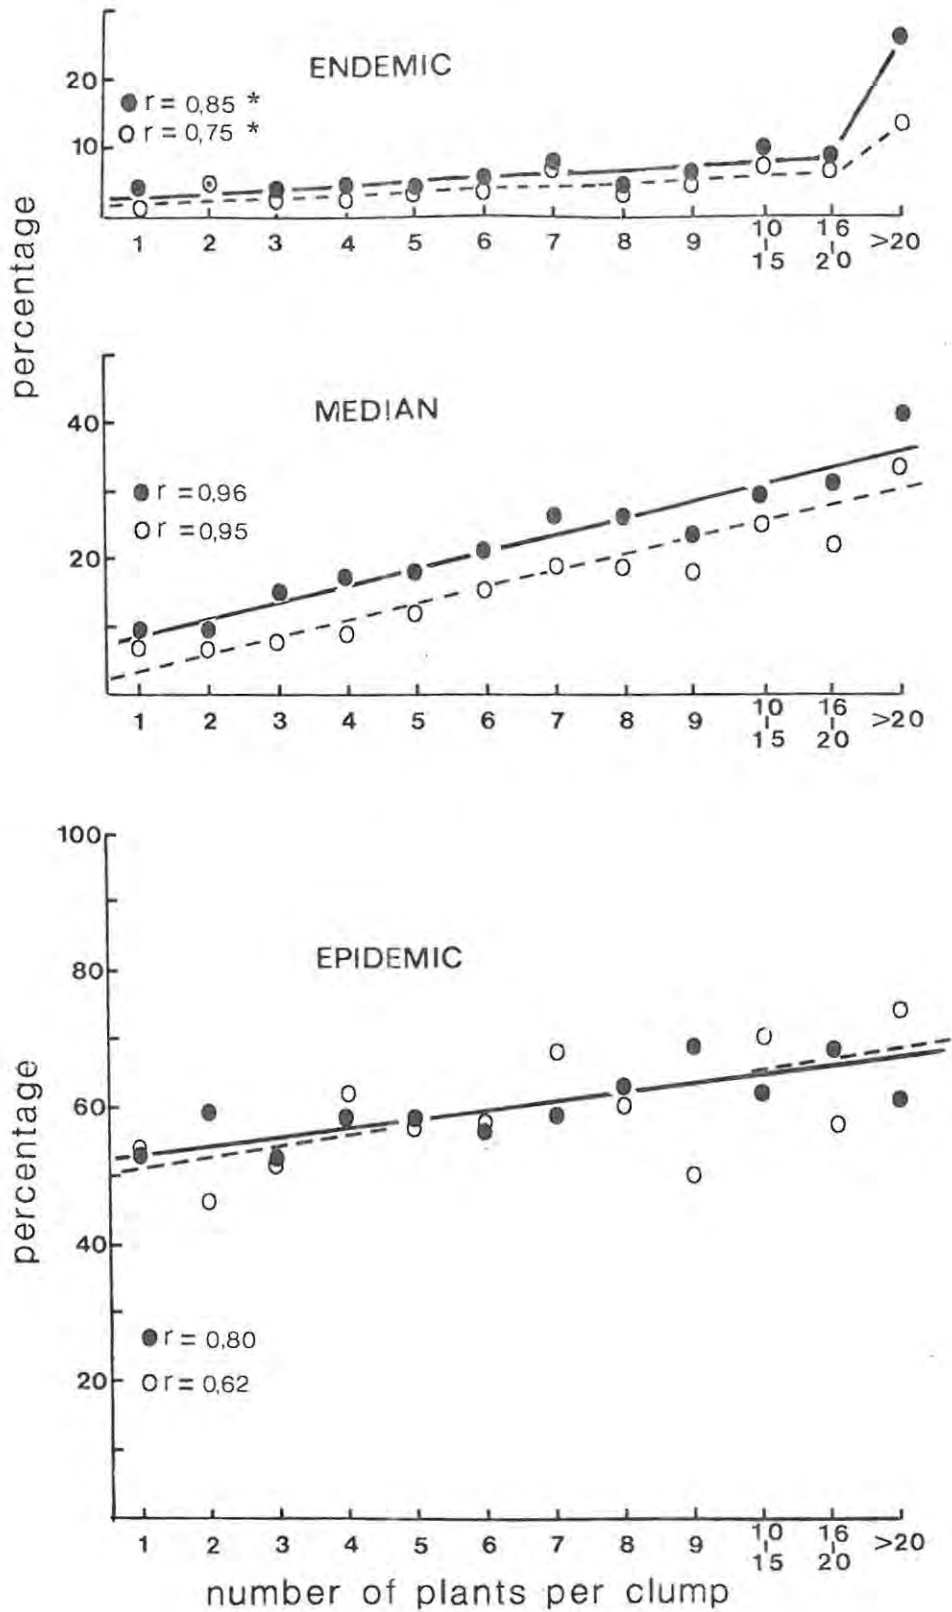 ENDEMIC
20
r = 0,85 *
r = 0,75 *
10
1 2 3 4 5 6 7 8 9 10 16 >20
15 20
percentage
MEDIAN
40
r = 0,96
r = 0,95
20
1 2 3 4 5 6 7 8 9 10 16 >20
15 20
100
EPIDEMIC
80
percentage
60
40
r = 0,80
r = 0,62
20
1 2 3 4 5 6 7 8 9 10 16 >20
15 20
number of plants per clump